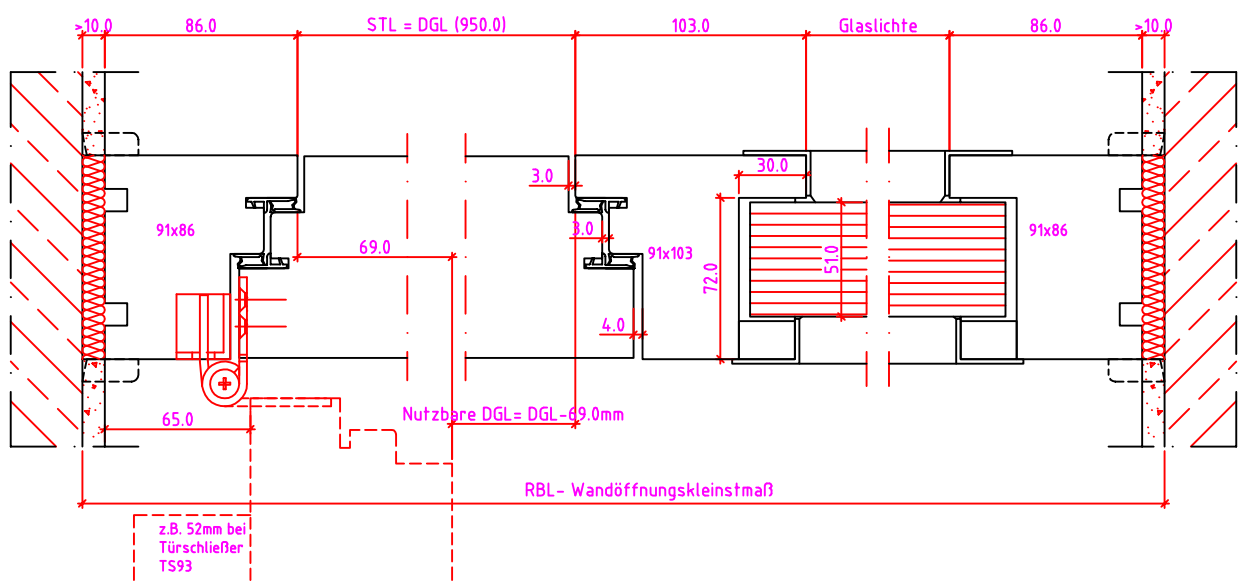 >10.0
86.0
STL = DGL (950.0)
103.0
Glaslichte
86.0
>10.0
3.0
30.0
91x86
3.0
91x103
91x86
69.0
72.0
51.0
4.0
65.0
Nutzbare DGL= DGL-69.0mm
RBL- Wandöffnungskleinstmaß
z.B. 52mm bei
Türschließer
TS93